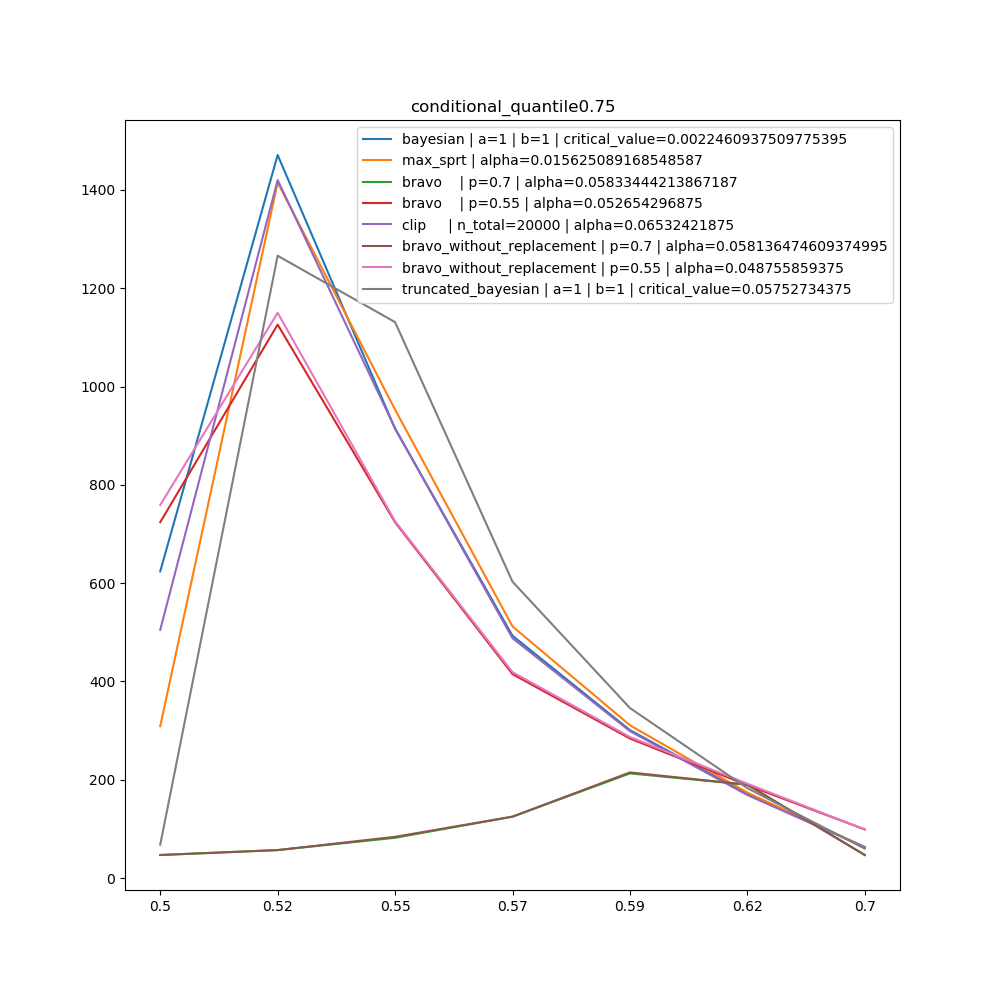 conditional_quantile0.75
bayesian | a=1 | b=1 | critical_value=0.0022460937509775395
max_sprt | alpha=0.015625089168548587
bravo | p=0.7 | alpha=0.05833444213867187
bravo | p=0.55 | alpha=0.052654296875
clip | n_total=20000 | alpha=0.06532421875
bravo_without_replacement | p=0.7 | alpha=0.058136474609374995
bravo_without_replacement | p=0.55 | alpha=0.048755859375
truncated_bayesian | a=1 | b=1 | critical_value=0.05752734375
1400
1200
1000
800
600
400
200
0
0.5 0.52 0.55 0.57 0.59 0.62 0.7